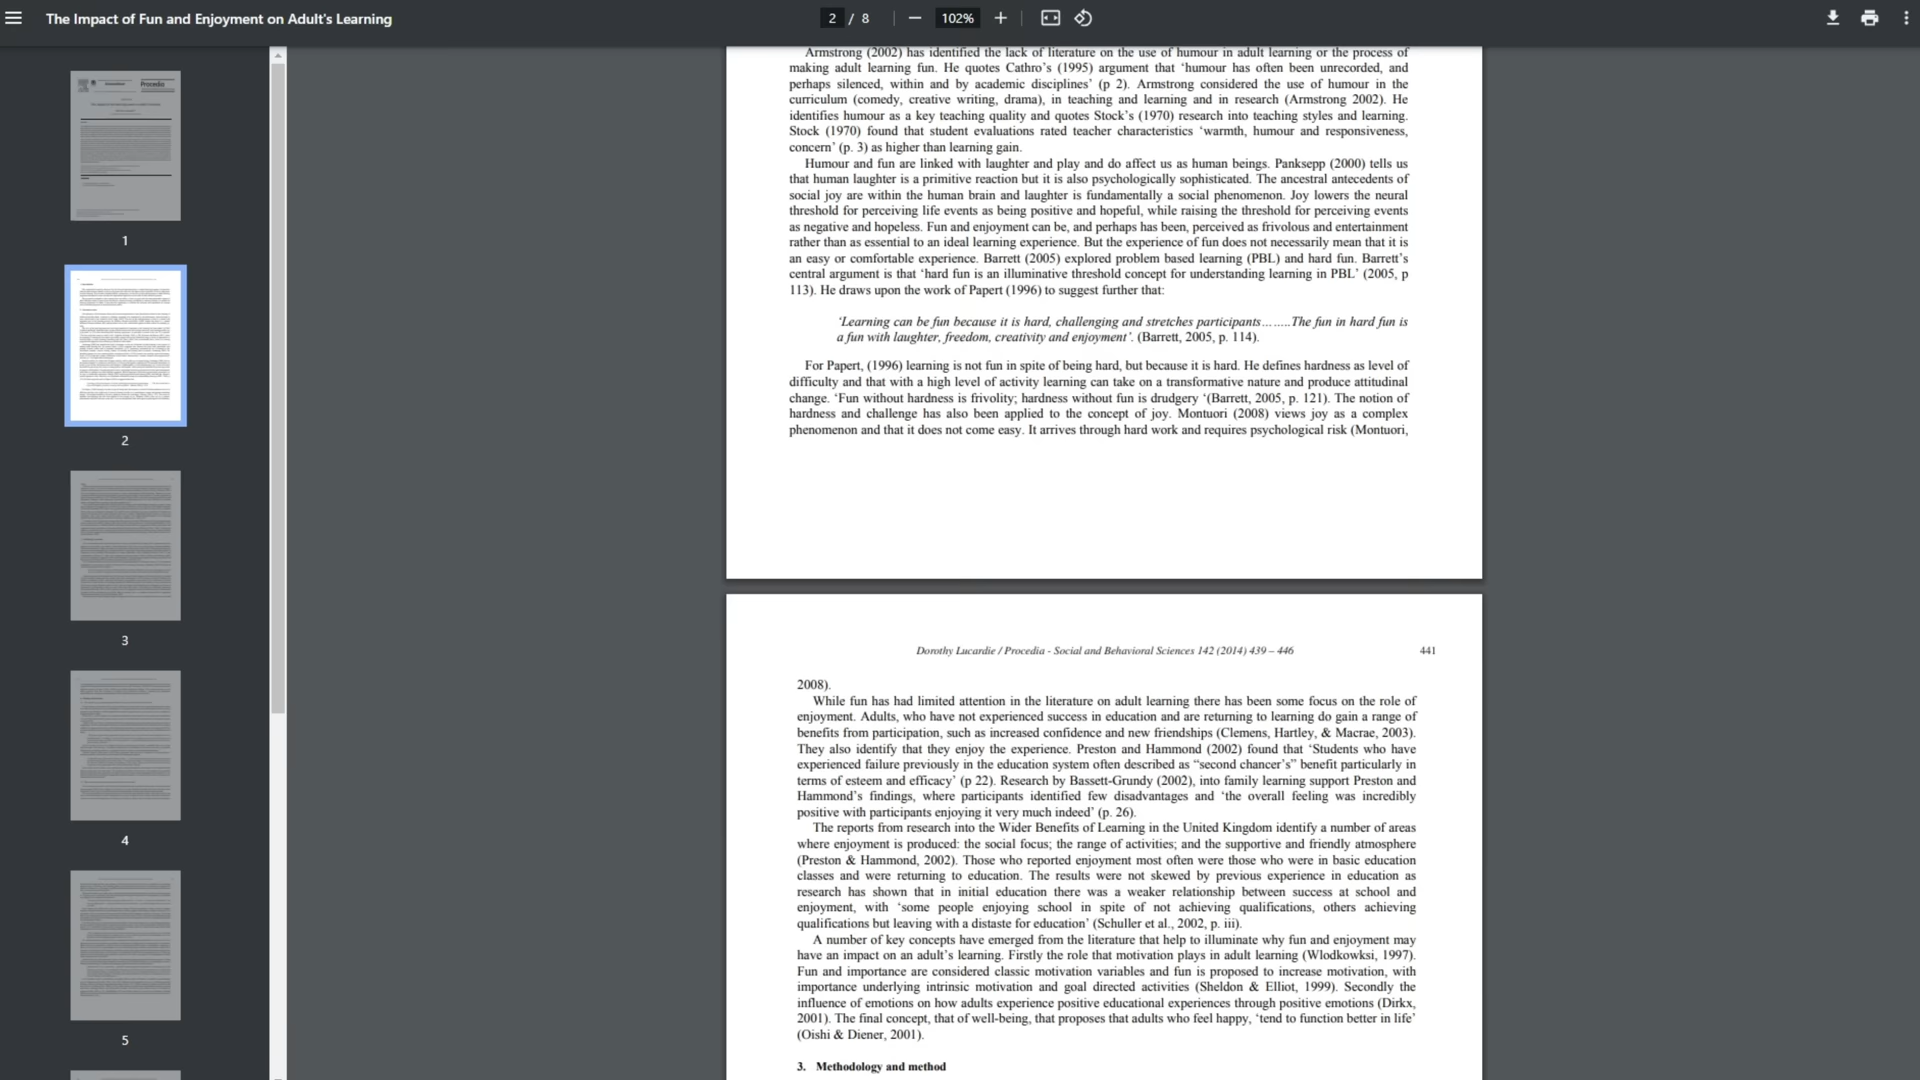 The Impact of Fun and Enjoyment on Adult's Learning
2 / 8
102%
1
2
3
4
5
Armstrong (2002) has identified the lack of literature on the use of humour in adult learning or the process of
making adult learning fun. He quotes Cathro's (1995) argument that 'humour has often been unrecorded, and
perhaps silenced, within and by academic disciplines' (p 2). Armstrong considered the use of humour in the
curriculum (comedy, creative writing, drama), in teaching and learning and in research (Armstrong 2002). He
identifies humour as a key teaching quality and quotes Stock's (1970) research into teaching styles and learning.
Stock (1970) found that student evaluations rated teacher characteristics 'warmth, humour and responsiveness,
concern' (p. 3) as higher than learning gain.
Humour and fun are linked with laughter and play and do affect us as human beings. Panksepp (2000) tells us
that human laughter is a primitive reaction but it is also psychologically sophisticated. The ancestral antecedents of
social joy are within the human brain and laughter is fundamentally a social phenomenon. Joy lowers the neural
threshold for perceiving life events as being positive and hopeful, while raising the threshold for perceiving events
as negative and hopeless. Fun and enjoyment can be, and perhaps has been, perceived as frivolous and entertainment
rather than as essential to an ideal learning experience. But the experience of fun does not necessarily mean that it is
an easy or comfortable experience. Barrett (2005) explored problem based learning (PBL) and hard fun. Barrett's
central argument is that 'hard fun is an illuminative threshold concept for understanding learning in PBL' (2005, p
113). He draws upon the work of Papert (1996) to suggest further that:
'Learning can be fun because it is hard, challenging and stretches participants……..The fun in hard fun is
a fun with laughter, freedom, creativity and enjoyment'. (Barrett, 2005, p. 114).
For Papert, (1996) learning is not fun in spite of being hard, but because it is hard. He defines hardness as level of
difficulty and that with a high level of activity learning can take on a transformative nature and produce attitudinal
change. 'Fun without hardness is frivolity; hardness without fun is drudgery '(Barrett, 2005, p. 121). The notion of
hardness and challenge has also been applied to the concept of joy. Montuori (2008) views joy as a complex
phenomenon and that it does not come easy. It arrives through hard work and requires psychological risk (Montuori,
Dorothy Lucardie / Procedia - Social and Behavioral Sciences 142 (2014) 439 – 446
441
2008).
While fun has had limited attention in the literature on adult learning there has been some focus on the role of
enjoyment. Adults, who have not experienced success in education and are returning to learning do gain a range of
benefits from participation, such as increased confidence and new friendships (Clemens, Hartley, & Macrae, 2003).
They also identify that they enjoy the experience. Preston and Hammond (2002) found that 'Students who have
experienced failure previously in the education system often described as “second chancer's” benefit particularly in
terms of esteem and efficacy' (p 22). Research by Bassett-Grundy (2002), into family learning support Preston and
Hammond's findings, where participants identified few disadvantages and 'the overall feeling was incredibly
positive with participants enjoying it very much indeed' (p. 26).
The reports from research into the Wider Benefits of Learning in the United Kingdom identify a number of areas
where enjoyment is produced: the social focus; the range of activities; and the supportive and friendly atmosphere
(Preston & Hammond, 2002). Those who reported enjoyment most often were those who were in basic education
classes and were returning to education. The results were not skewed by previous experience in education as
research has shown that in initial education there was a weaker relationship between success at school and
enjoyment, with 'some people enjoying school in spite of not achieving qualifications, others achieving
qualifications but leaving with a distaste for education' (Schuller et al., 2002, p. iii).
A number of key concepts have emerged from the literature that help to illuminate why fun and enjoyment may
have an impact on an adult's learning. Firstly the role that motivation plays in adult learning (Wlodkowksi, 1997).
Fun and importance are considered classic motivation variables and fun is proposed to increase motivation, with
importance underlying intrinsic motivation and goal directed activities (Sheldon & Elliot, 1999). Secondly the
influence of emotions on how adults experience positive educational experiences through positive emotions (Dirkx,
2001). The final concept, that of well-being, that proposes that adults who feel happy, 'tend to function better in life'
(Oishi & Diener, 2001).
3. Methodology and method